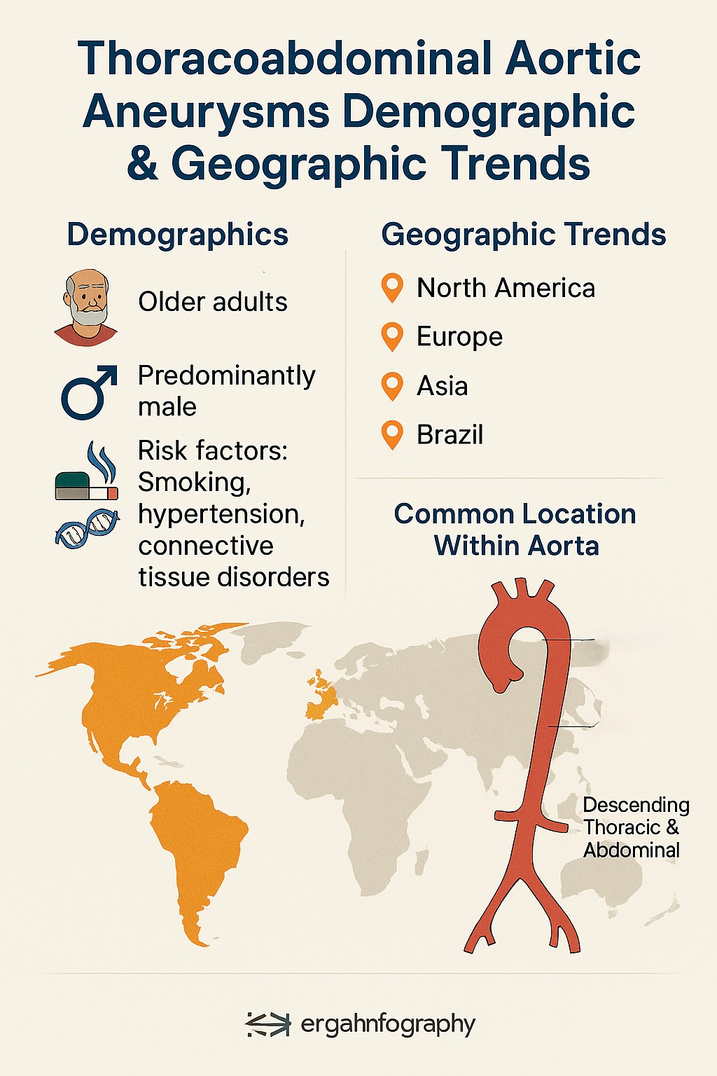 Thoracoabdominal Aortic
Aneurysms Demographic
& Geographic Trends
Demographics
Older adults
Predominantly
male
Risk factors:
Smoking,
hypertension,
connective
tissue disorders
Geographic Trends
North America
Europe
Asia
Brazil
Common Location
Within Aorta
Descending
Thoracic &
Abdominal
ergahnfography